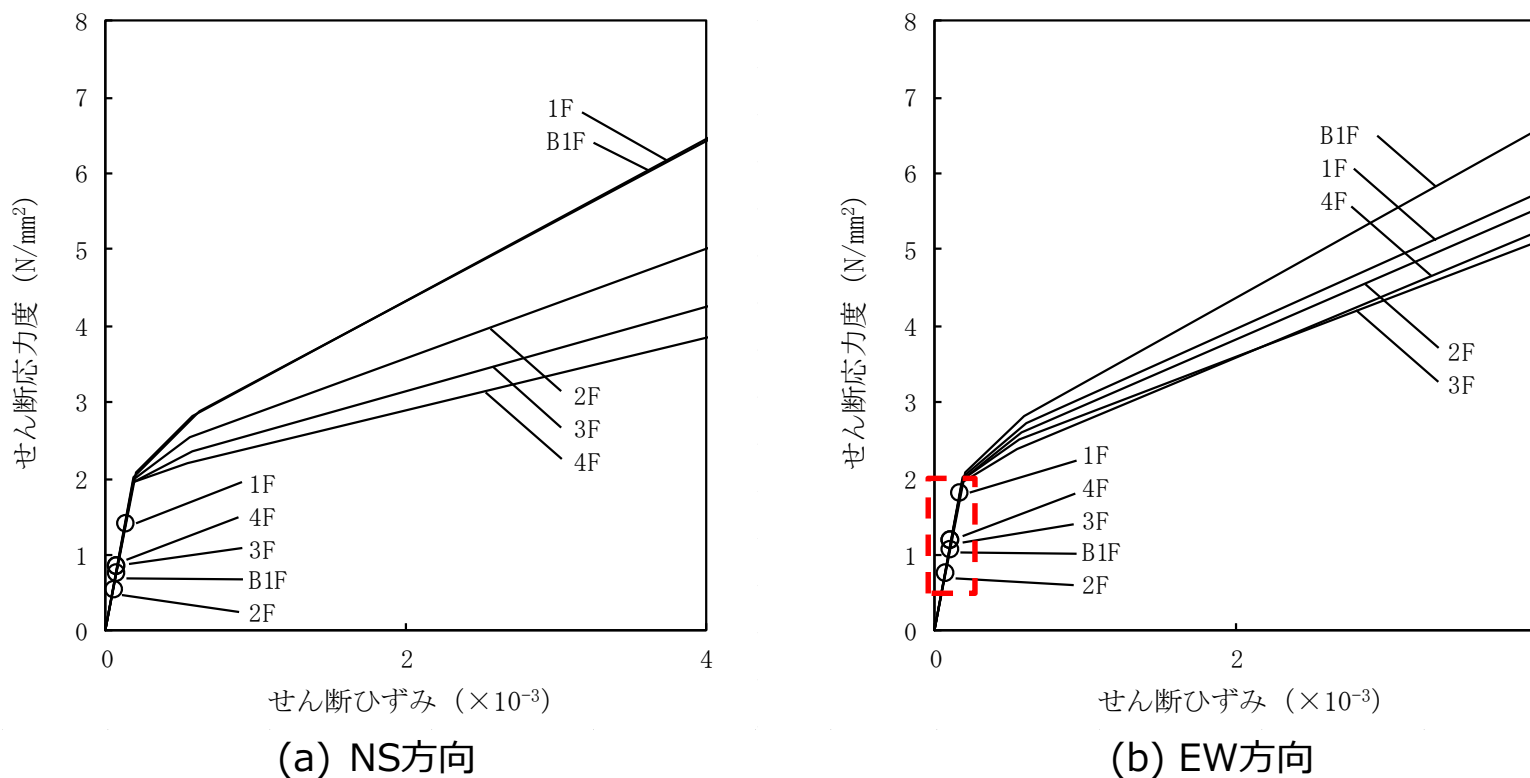 せん断応力度 (N/mm²)
8
7
6
5
4
3
2
1
0
1F
B1F
2F
3F
4F
1F
4F
3F
B1F
2F
0 2 4
せん断ひずみ (×10⁻³)
(a) NS方向
せん断応力度 (N/mm²)
8
7
6
5
4
3
2
1
0
B1F
1F
4F
2F
3F
1F
4F
3F
B1F
2F
0 2
せん断ひずみ (×10⁻³)
(b) EW方向